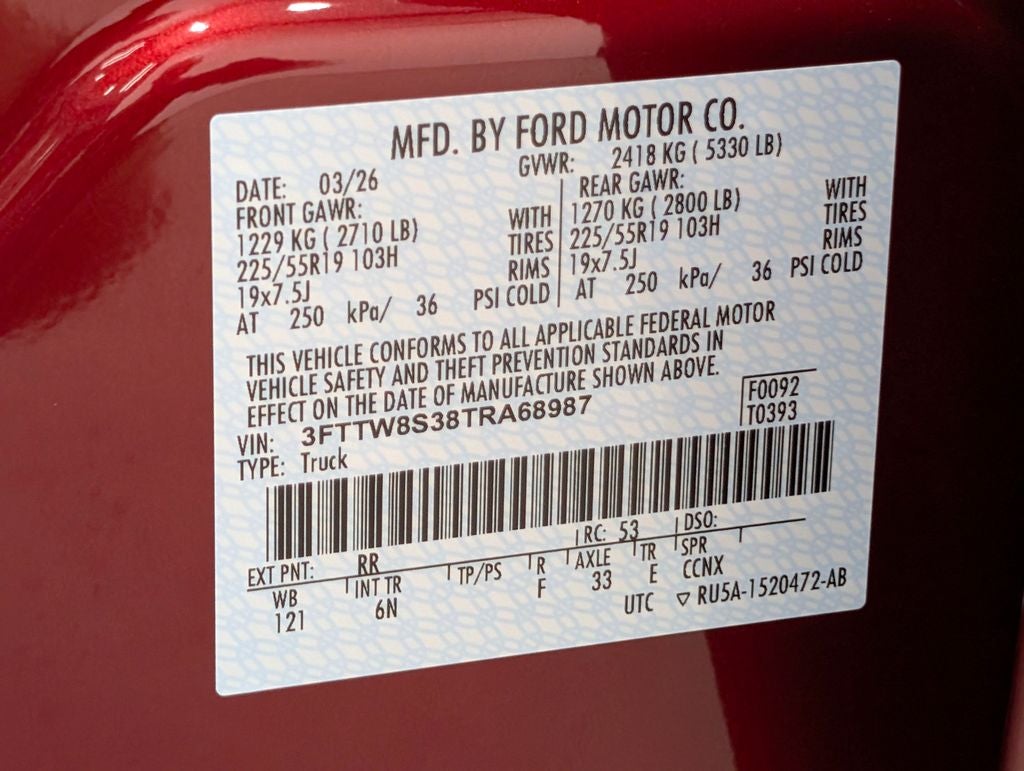 MFD. BY FORD MOTOR CO.
DATE: 03/26 GVWR: 2418 KG ( 5330 LB)
FRONT GAWR: REAR GAWR:
1229 KG ( 2710 LB) WITH 1270 KG ( 2800 LB) WITH
225/55R19 103H TIRES 225/55R19 103H TIRES
19x7.5J RIMS 19x7.5J RIMS
AT 250 kPa/ 36 PSI COLD AT 250 kPa/ 36 PSI COLD
THIS VEHICLE CONFORMS TO ALL APPLICABLE FEDERAL MOTOR
VEHICLE SAFETY AND THEFT PREVENTION STANDARDS IN
EFFECT ON THE DATE OF MANUFACTURE SHOWN ABOVE.
VIN: 3FTTW8S38TRA68987 F0092
TYPE: Truck T0393
EXT PNT: RR RC: 53 DSO:
WB INT TR TP/PS R AXLE TR SPR
121 6N F 33 E CCNX
UTC ▽ RU5A-1520472-AB